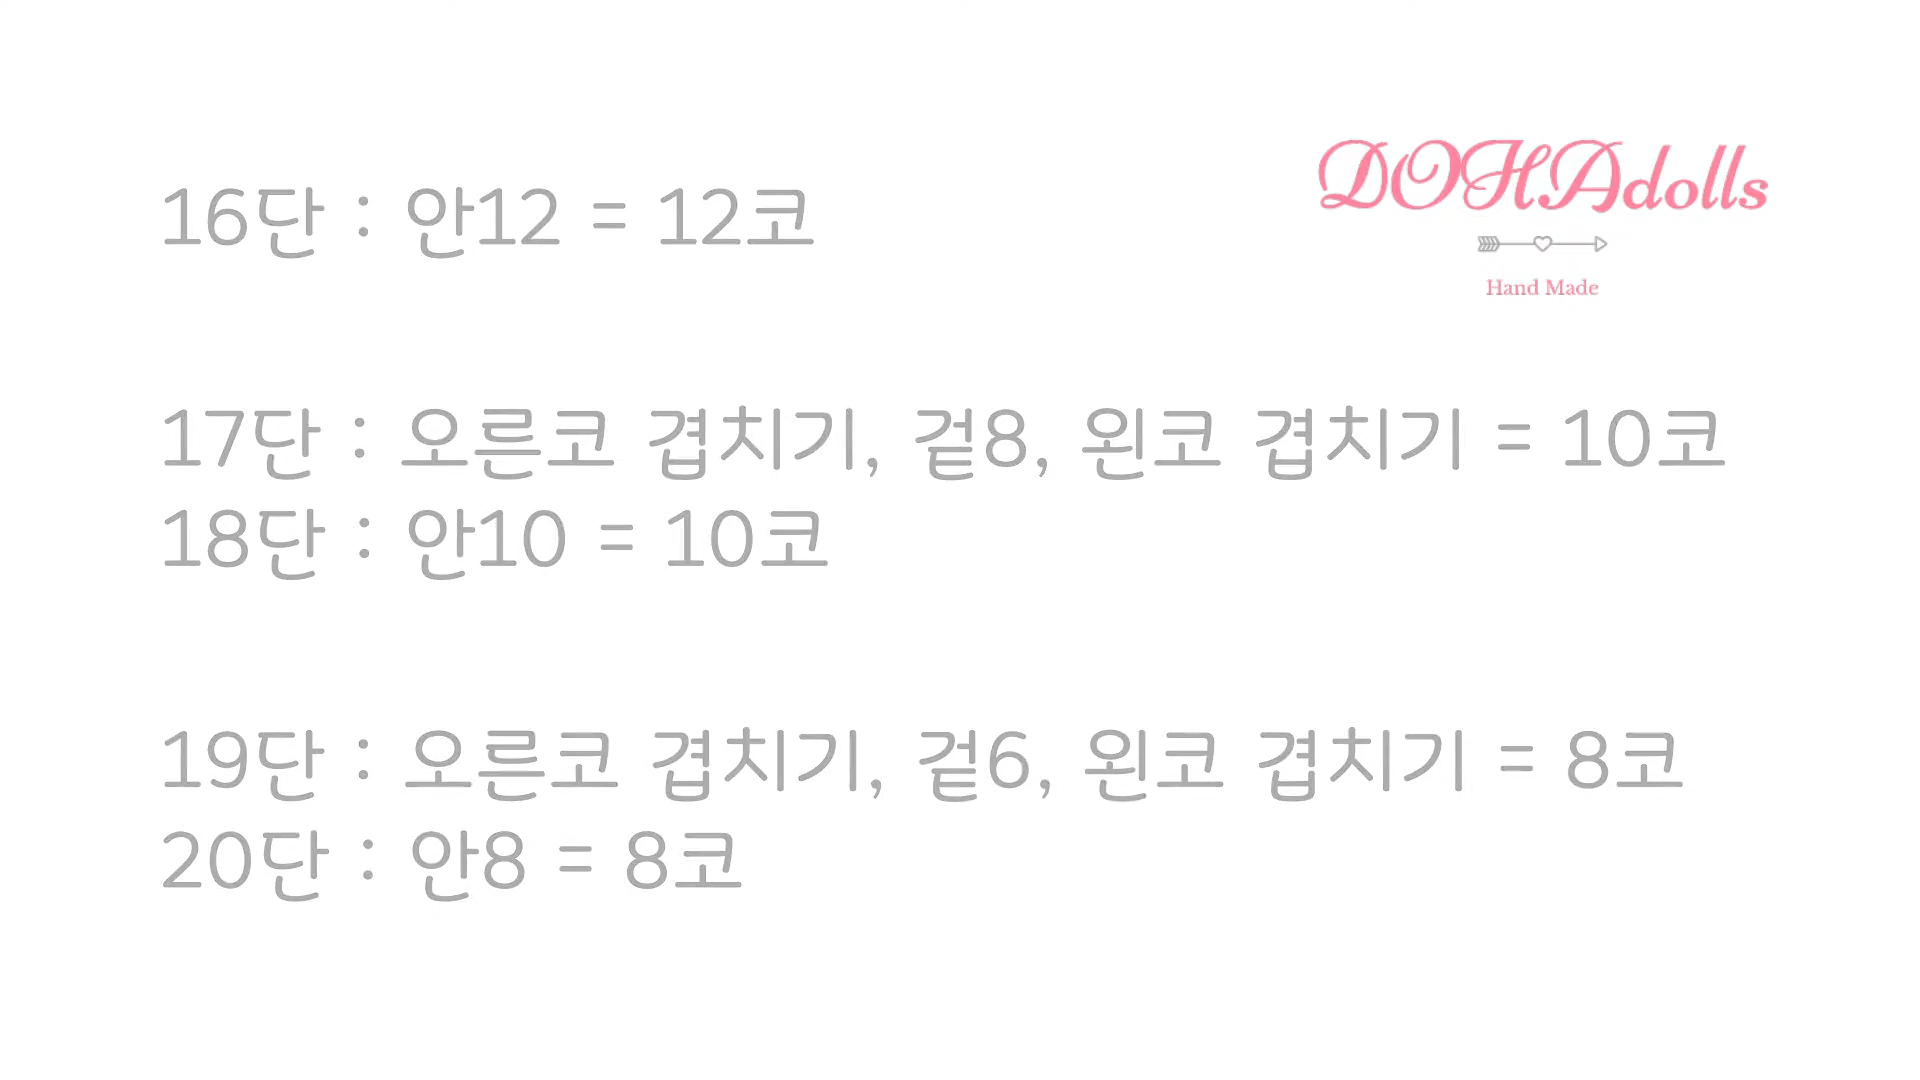 DOHAdolls
Hand Made
16단 : 안12 = 12코
17단 : 오른코 겹치기, 겉8, 왼코 겹치기 = 10코
18단 : 안10 = 10코
19단 : 오른코 겹치기, 겉6, 왼코 겹치기 = 8코
20단 : 안8 = 8코